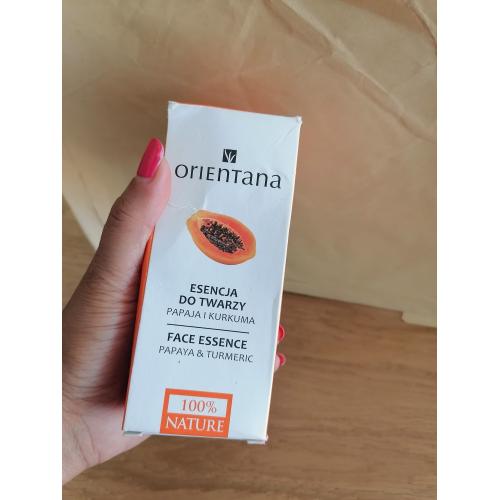 ORIENTANA
ESENCJA
DO TWARZY
PAPAJA I KURKUMA
FACE ESSENCE
PAPAYA & TURMERIC
100%
NATURE